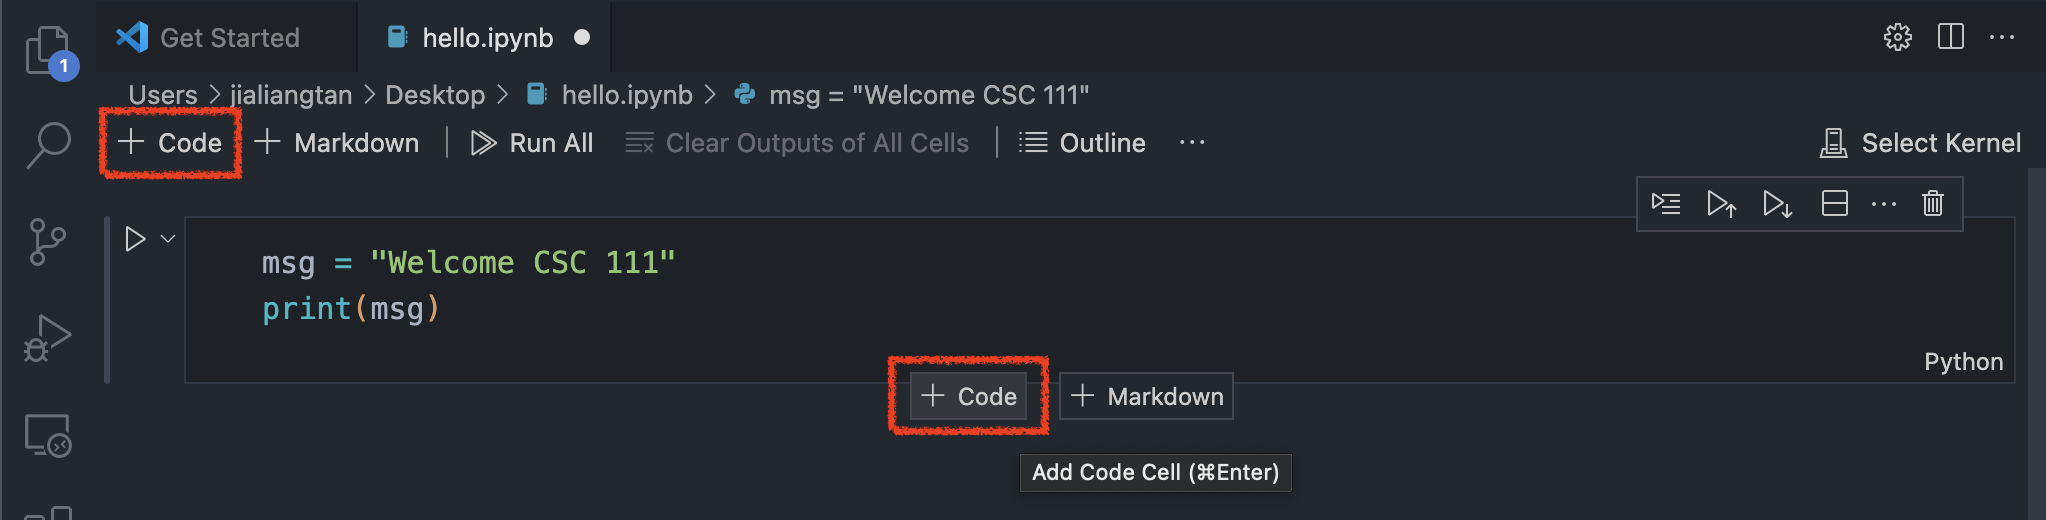 Get Started hello.ipynb
1
Users > jialiangtan > Desktop > hello.ipynb > msg = "Welcome CSC 111"
+ Code + Markdown | Run All Clear Outputs of All Cells | Outline ··· Select Kernel
msg = "Welcome CSC 111"
print(msg)
Python
+ Code + Markdown
Add Code Cell (⌘Enter)